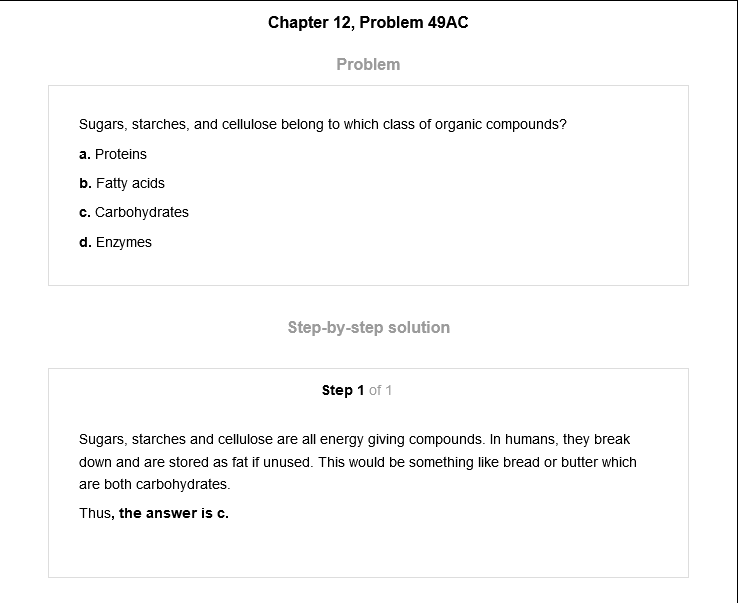 Chapter 12, Problem 49AC
Problem
Sugars, starches, and cellulose belong to which class of organic compounds?
a. Proteins
b. Fatty acids
c. Carbohydrates
d. Enzymes
Step-by-step solution
Step 1 of 1
Sugars, starches and cellulose are all energy giving compounds. In humans, they break
down and are stored as fat if unused. This would be something like bread or butter which
are both carbohydrates.
Thus, the answer is c.